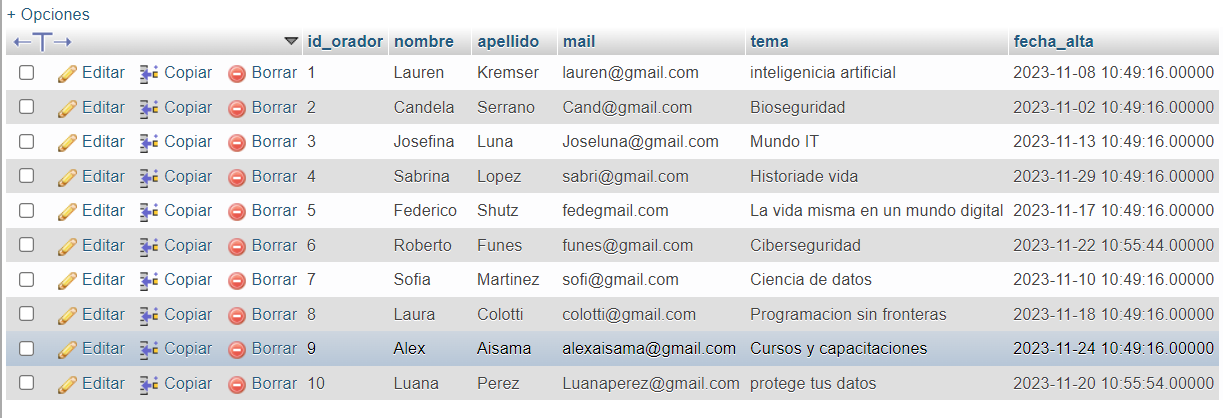 + Opciones
id_orador nombre apellido mail tema fecha_alta
Editar Copiar Borrar 1 Lauren Kremser lauren@gmail.com inteligenicia artificial 2023-11-08 10:49:16.00000
Editar Copiar Borrar 2 Candela Serrano Cand@gmail.com Bioseguridad 2023-11-02 10:49:16.00000
Editar Copiar Borrar 3 Josefina Luna Joseluna@gmail.com Mundo IT 2023-11-13 10:49:16.00000
Editar Copiar Borrar 4 Sabrina Lopez sabri@gmail.com Historiade vida 2023-11-29 10:49:16.00000
Editar Copiar Borrar 5 Federico Shutz fedegmail.com La vida misma en un mundo digital 2023-11-17 10:49:16.00000
Editar Copiar Borrar 6 Roberto Funes funes@gmail.com Ciberseguridad 2023-11-22 10:55:44.00000
Editar Copiar Borrar 7 Sofia Martinez sofi@gmail.com Ciencia de datos 2023-11-10 10:49:16.00000
Editar Copiar Borrar 8 Laura Colotti colotti@gmail.com Programacion sin fronteras 2023-11-18 10:49:16.00000
Editar Copiar Borrar 9 Alex Aisama alexaisama@gmail.com Cursos y capacitaciones 2023-11-24 10:49:16.00000
Editar Copiar Borrar 10 Luana Perez Luanaperez@gmail.com protege tus datos 2023-11-20 10:55:54.00000